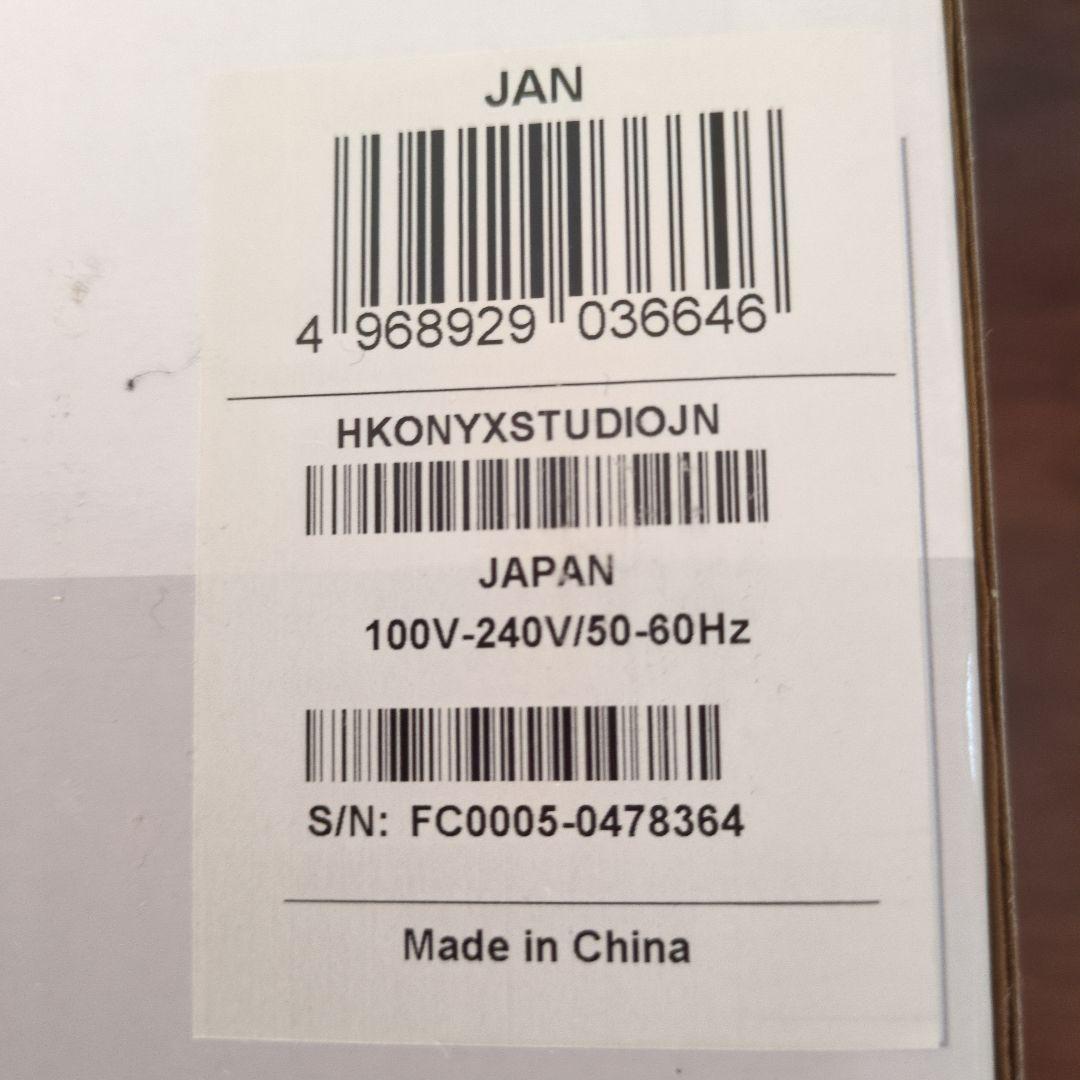 JAN
4 968929 036646
HKONYXSTUDIOJN
JAPAN
100V-240V/50-60Hz
S/N: FC0005-0478364
Made in China